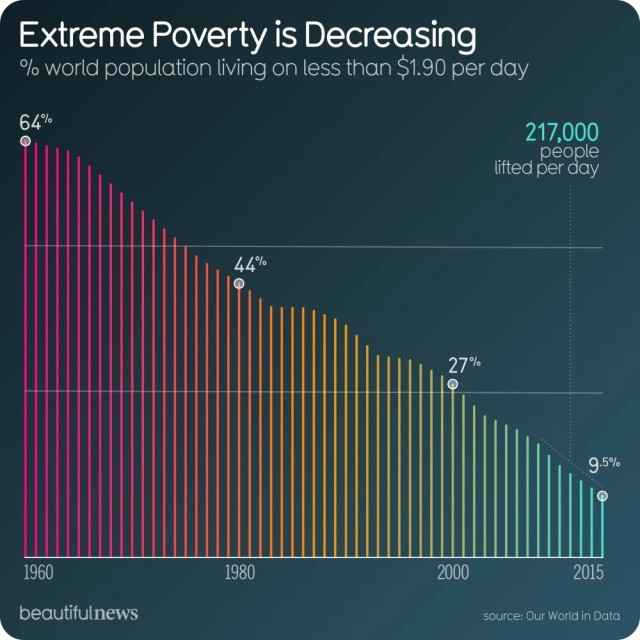 Extreme Poverty is Decreasing
% world population living on less than $1.90 per day
64%
217,000
people
lifted per day
44%
27%
9.5%
1960 1980 2000 2015
beautifulnews
source: Our World in Data